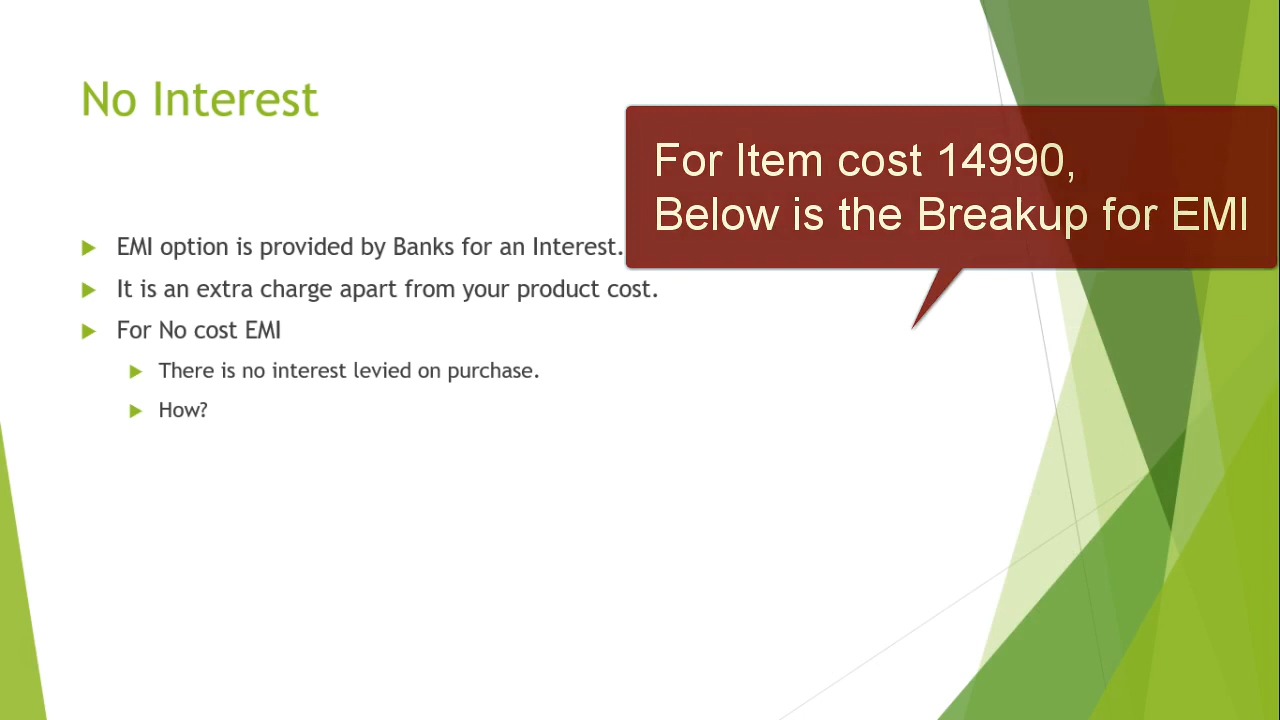 No Interest
For Item cost 14990,
Below is the Breakup for EMI
EMI option is provided by Banks for an Interest.
It is an extra charge apart from your product cost.
For No cost EMI
There is no interest levied on purchase.
How?